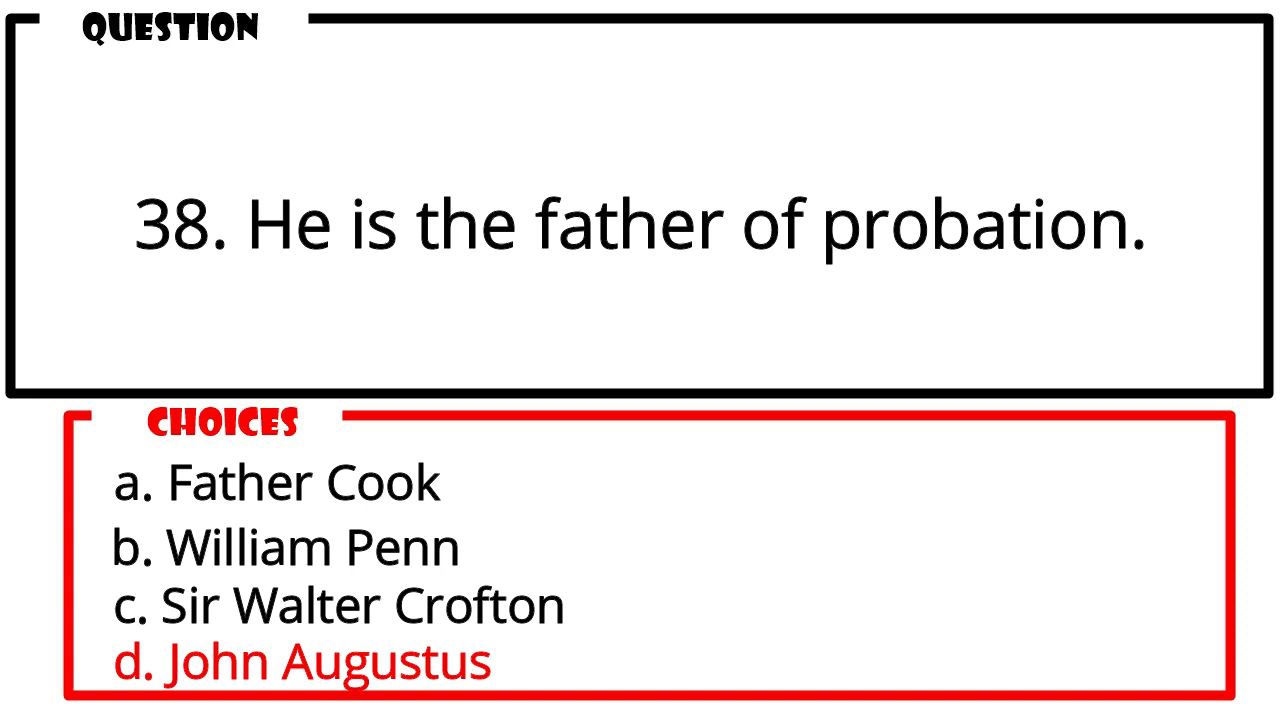 QUESTION
38. He is the father of probation.
CHOICES
a. Father Cook
b. William Penn
c. Sir Walter Crofton
d. John Augustus